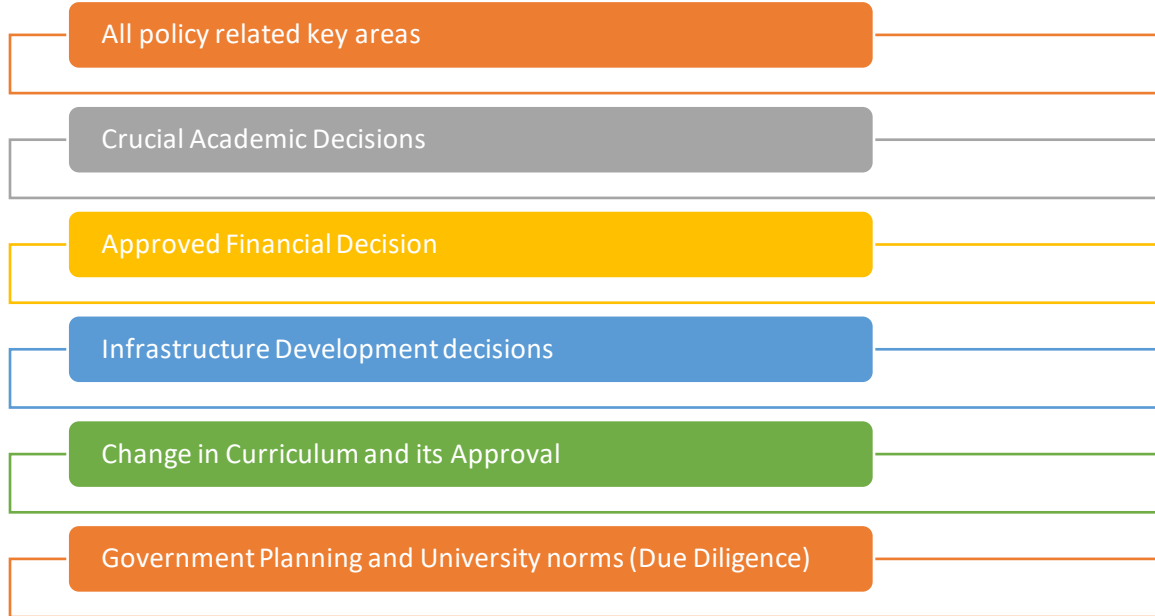 All policy related key areas
Crucial Academic Decisions
Approved Financial Decision
Infrastructure Development decisions
Change in Curriculum and its Approval
Government Planning and University norms (Due Diligence)